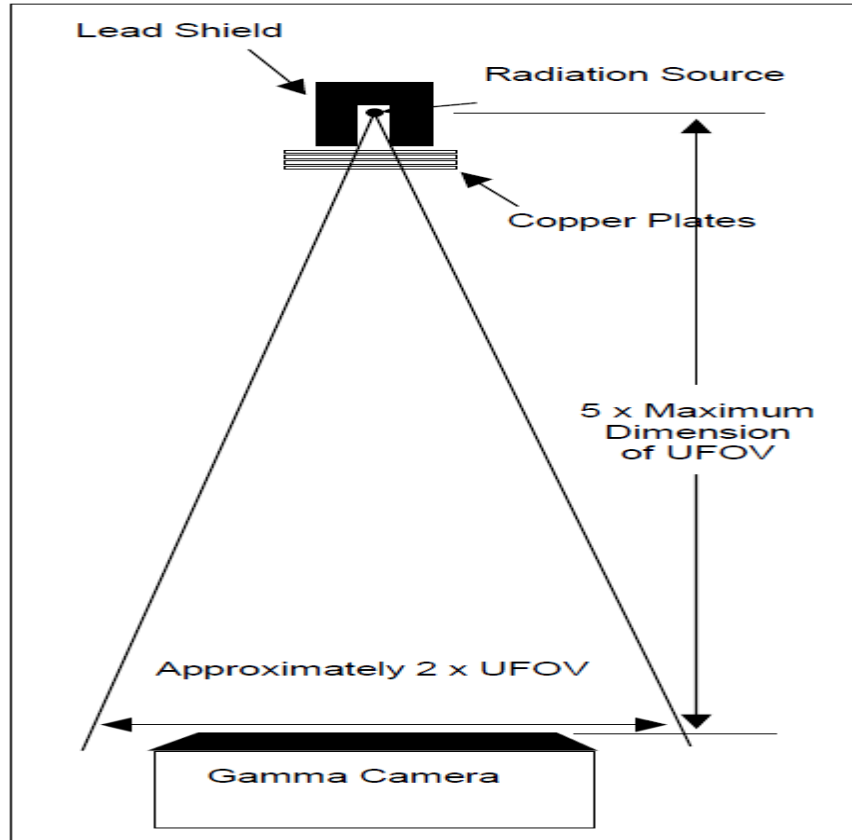 Lead Shield
Radiation Source
Copper Plates
5 x Maximum
Dimension
of UFOV
Approximately 2 x UFOV
Gamma Camera